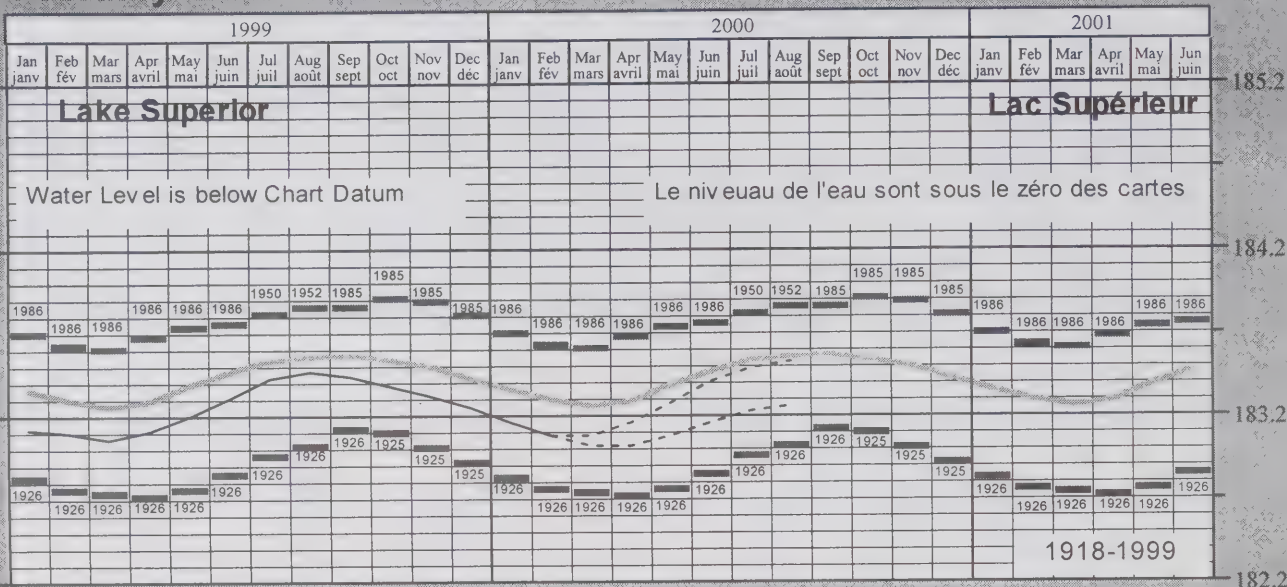 1999 2000 2001
Jan Feb Mar Apr May Jun Jul Aug Sep Oct Nov Dec Jan Feb Mar Apr May Jun Jul Aug Sep Oct Nov Dec Jan Feb Mar Apr May Jun
janv fév mars avril mai juin juil août sept oct nov déc janv fév mars avril mai juin juil août sept oct nov déc janv fév mars avril mai juin
185.2
Lake Superior Lac Supérieur
Water Level is below Chart Datum Le niveuau de l'eau sont sous le zéro des cartes
184.2
1986 1986 1986 1986 1986 1986 1950 1952 1985 1985 1985 1985 1986 1986 1986 1986 1986 1986 1950 1952 1985 1985 1985 1985 1986 1986 1986 1986 1986 1986
183.2
1926 1926 1926 1926 1926 1926 1926 1926 1926 1925 1925 1925 1926 1926 1926 1926 1926 1926 1926 1926 1926 1925 1925 1925 1926 1926 1926 1926 1926 1926
1918-1999
182.2